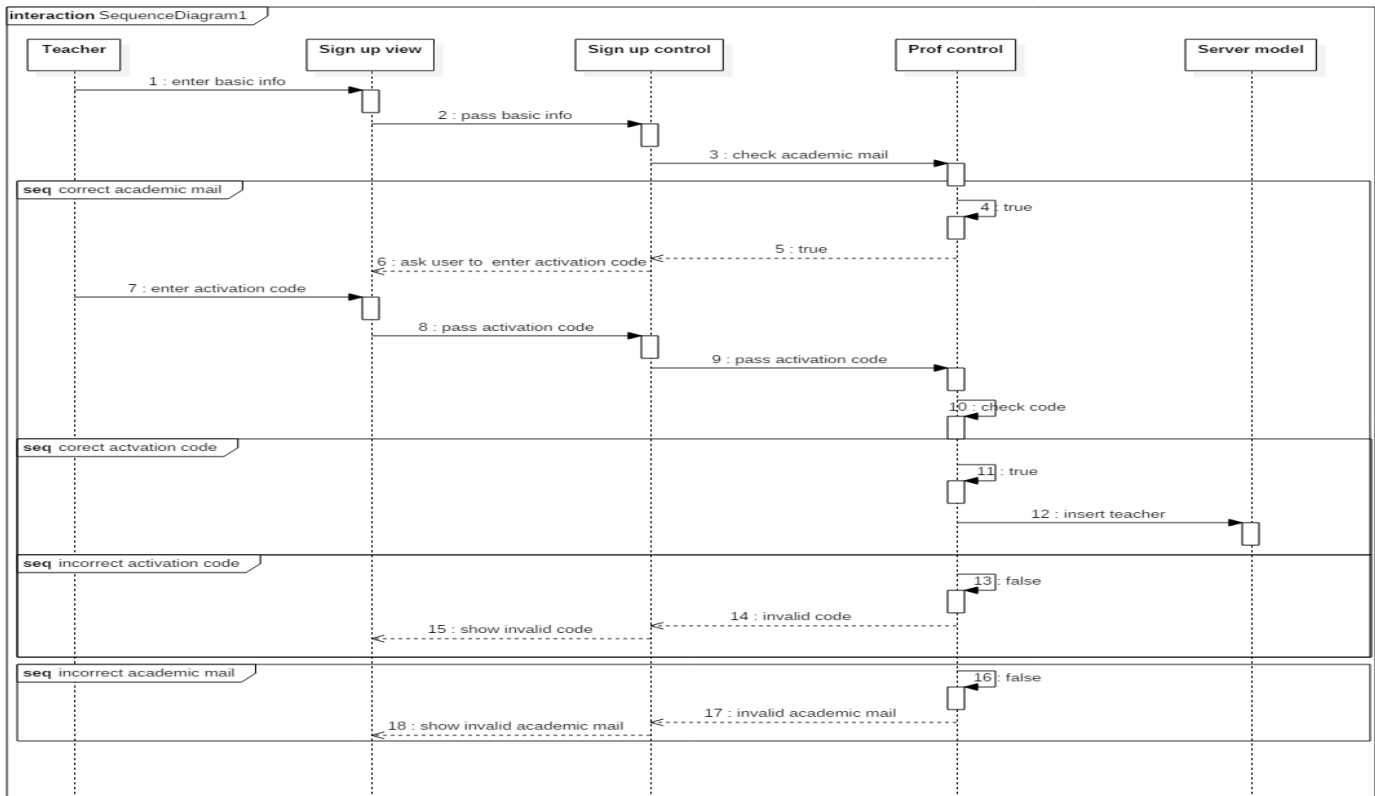 interaction SequenceDiagram1
Teacher
Sign up view
Sign up control
Prof control
Server model
1 : enter basic info
2 : pass basic info
3 : check academic mail
seq correct academic mail
4 : true
5 : true
6 : ask user to enter activation code
7 : enter activation code
8 : pass activation code
9 : pass activation code
10 : check code
seq corect actvation code
11 : true
12 : insert teacher
seq incorrect activation code
13 : false
14 : invalid code
15 : show invalid code
seq incorrect academic mail
16 : false
17 : invalid academic mail
18 : show invalid academic mail